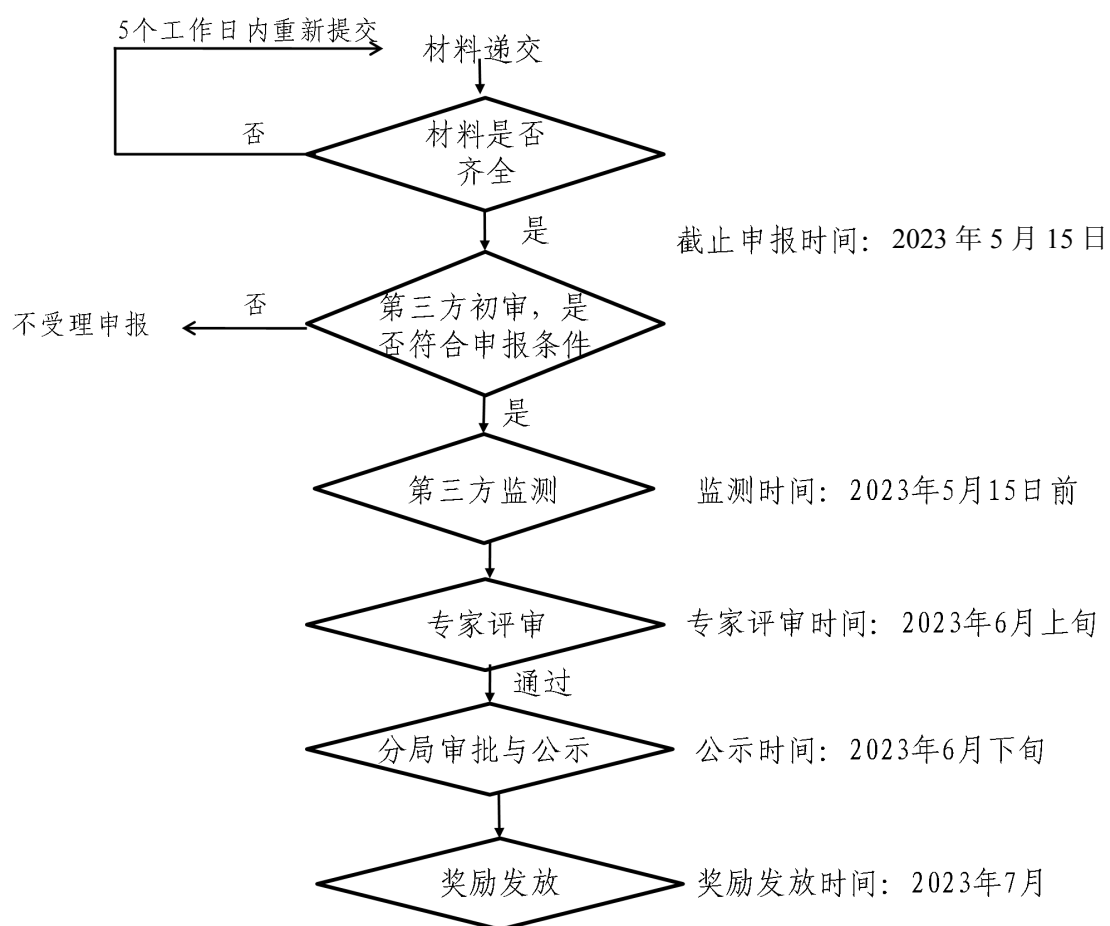 5个工作日内重新提交
材料递交
否
材料是否
齐全
是
截止申报时间：2023 年 5 月 15 日
否
第三方初审，是
否符合申报条件
不受理申报
是
第三方监测
监测时间：2023年5月15日前
专家评审
专家评审时间：2023年6月上旬
通过
分局审批与公示
公示时间：2023年6月下旬
奖励发放
奖励发放时间：2023年7月